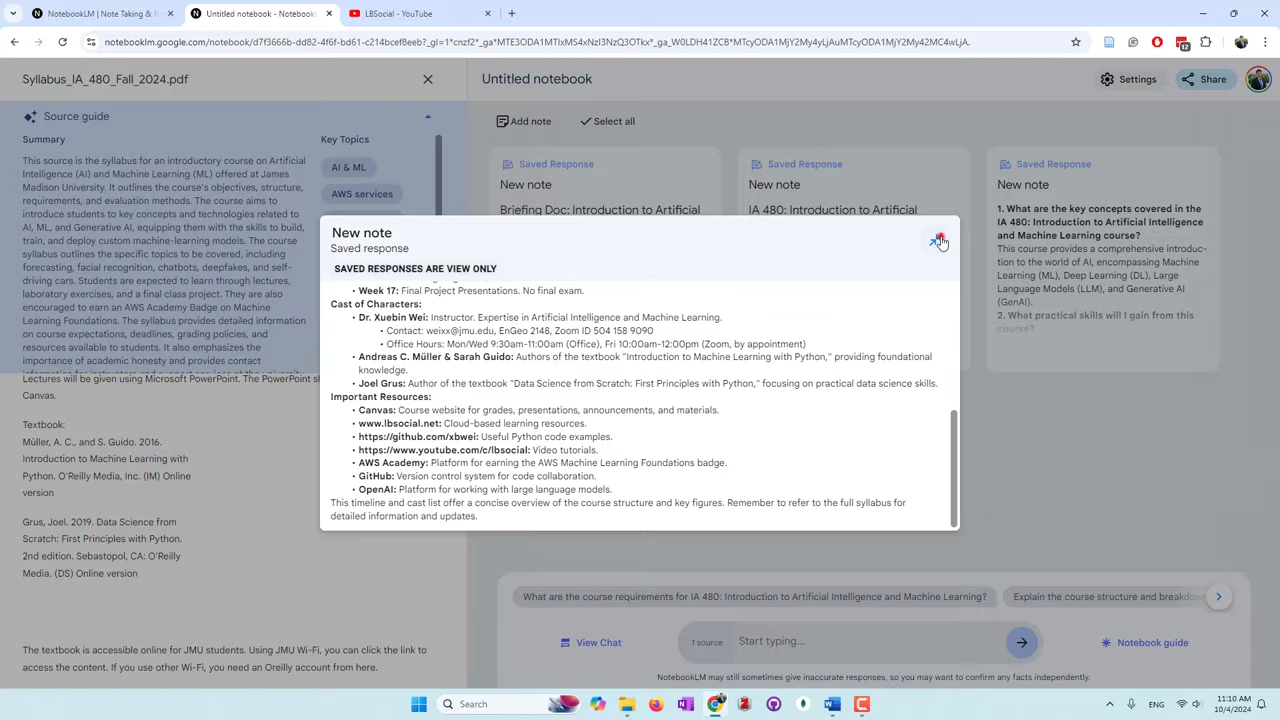 NotebookLM | Note Taking & R
Untitled notebook - NotebookL
LBSocial - YouTube
notebooklm.google.com/notebook/d7f3666b-dd82-4f6f-bd61-c214bcef8eeb?_gl=1*cnzf2*_ga*MTE3ODA1MTIxMS4xNzI3NzQ3OTkx*_ga_W0LDH41ZCB*MTcyODA1MjY2My4yLjAuMTcyODA1MjY2My42MC4wLjA.
12
Syllabus_IA_480_Fall_2024.pdf
Untitled notebook
Settings
Share
Source guide
Add note
Select all
Summary
Key Topics
This source is the syllabus for an introductory course on Artificial
Intelligence (AI) and Machine Learning (ML) offered at James
Madison University. It outlines the course's objectives, structure,
requirements, and evaluation methods. The course aims to
introduce students to key concepts and technologies related to
AI, ML, and Generative AI, equipping them with the skills to build,
train, and deploy custom machine-learning models. The course
syllabus outlines the specific topics to be covered, including
forecasting, facial recognition, chatbots, deepfakes, and self-
driving cars. Students are expected to learn through lectures,
laboratory exercises, and a final class project. They are also
encouraged to earn an AWS Academy Badge on Machine
Learning Foundations. The syllabus provides detailed information
on course expectations, deadlines, grading policies, and
resources available to students. It also emphasizes the
importance of academic honesty and provides contact
AI & ML
AWS services
Lectures will be given using Microsoft PowerPoint. The PowerPoint s
Canvas.
Textbook:
Müller, A. C., and S. Guido. 2016.
Introduction to Machine Learning with
Python. O'Reilly Media, Inc. (IM) Online
version
Grus, Joel. 2019. Data Science from
Scratch: First Principles with Python.
2nd edition. Sebastopol, CA: O'Reilly
Media. (DS) Online version
The textbook is accessible online for JMU students. Using JMU Wi-Fi, you can click the link to
access the content. If you use other Wi-Fi, you need an Oreilly account from here.
Saved Response
New note
Briefing Doc: Introduction to Artificial
Saved Response
New note
IA 480: Introduction to Artificial
Saved Response
New note
1. What are the key concepts covered in the
IA 480: Introduction to Artificial Intelligence
and Machine Learning course?
This course provides a comprehensive introduc-
tion to the world of AI, encompassing Machine
Learning (ML), Deep Learning (DL), Large
Language Models (LLM), and Generative AI
(GenAI).
2. What practical skills will I gain from this
course?
New note
Saved response
SAVED RESPONSES ARE VIEW ONLY
• Week 17: Final Project Presentations. No final exam.
Cast of Characters:
• Dr. Xuebin Wei: Instructor. Expertise in Artificial Intelligence and Machine Learning.
• Contact: weixx@jmu.edu, EnGeo 2148, Zoom ID 504 158 9090
• Office Hours: Mon/Wed 9:30am-11:00am (Office), Fri 10:00am-12:00pm (Zoom, by appointment)
• Andreas C. Müller & Sarah Guido: Authors of the textbook "Introduction to Machine Learning with Python," providing foundational
knowledge.
• Joel Grus: Author of the textbook "Data Science from Scratch: First Principles with Python," focusing on practical data science skills.
Important Resources:
• Canvas: Course website for grades, presentations, announcements, and materials.
• www.lbsocial.net: Cloud-based learning resources.
• https://github.com/xbwei: Useful Python code examples.
• https://www.youtube.com/c/lbsocial: Video tutorials.
• AWS Academy: Platform for earning the AWS Machine Learning Foundations badge.
• GitHub: Version control system for code collaboration.
• OpenAI: Platform for working with large language models.
This timeline and cast list offer a concise overview of the course structure and key figures. Remember to refer to the full syllabus for
detailed information and updates.
What are the course requirements for IA 480: Introduction to Artificial Intelligence and Machine Learning?
Explain the course structure and breakdow
View Chat
1 source
Start typing...
Notebook guide
NotebookLM may still sometimes give inaccurate responses, so you may want to confirm any facts independently.
Search
ENG
11:10 AM
10/4/2024